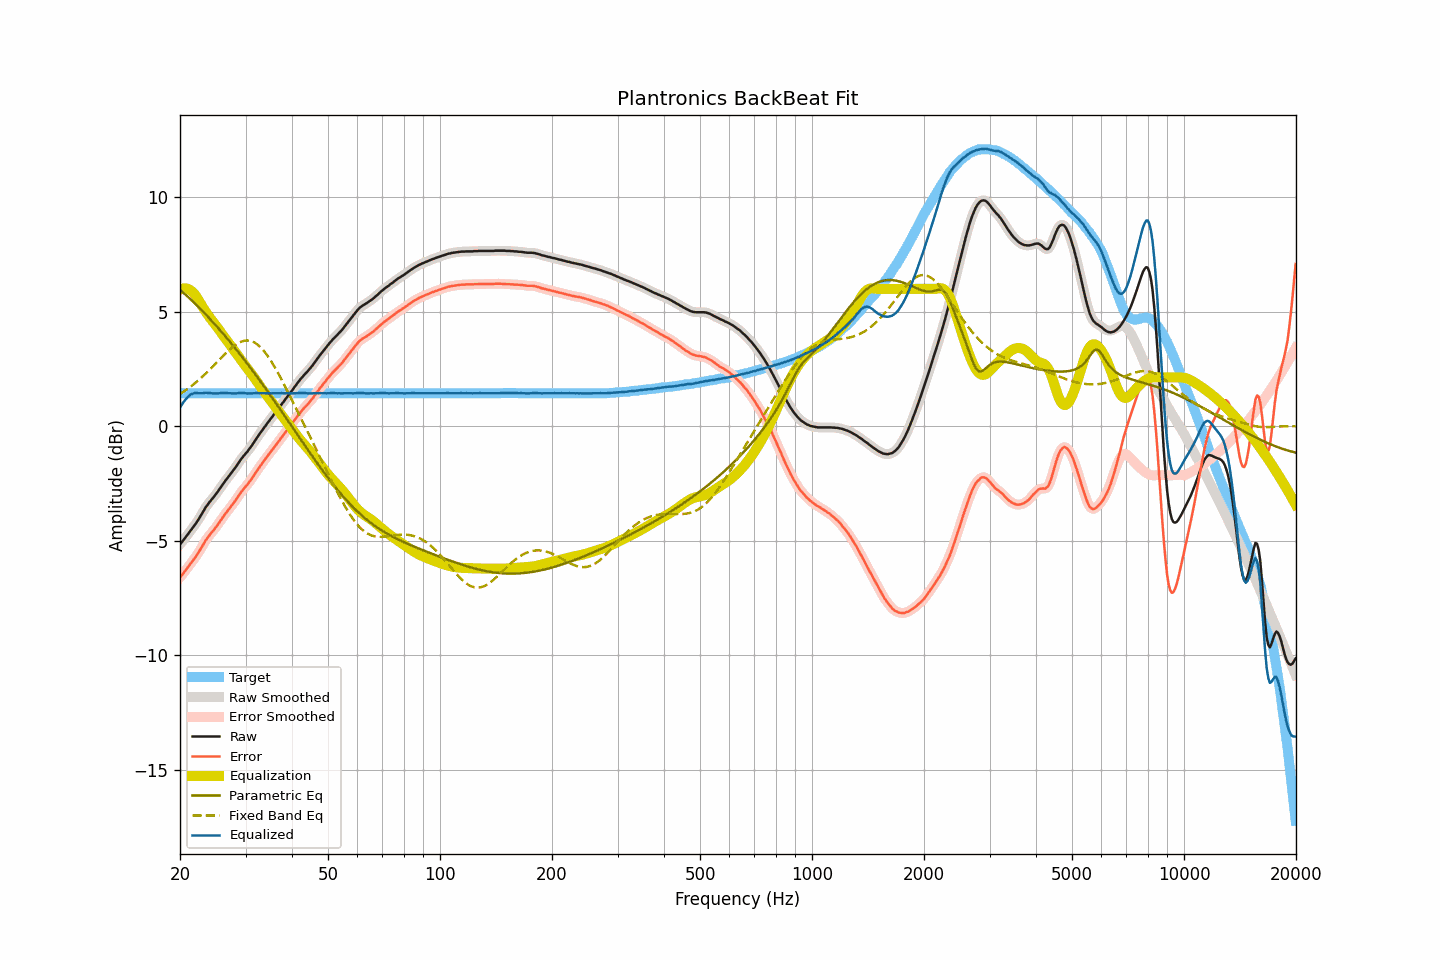 Plantronics BackBeat Fit
Amplitude (dBr)
10
5
0
−5
−10
−15
Target
Raw Smoothed
Error Smoothed
Raw
Error
Equalization
Parametric Eq
Fixed Band Eq
Equalized
20 50 100 200 500 1000 2000 5000 10000 20000
Frequency (Hz)